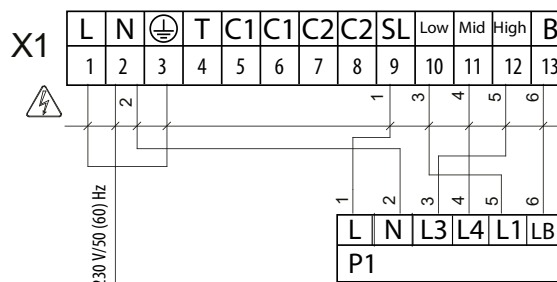 X1
L N T C1 C1 C2 C2 SL Low Mid High B
1 2 3 4 5 6 7 8 9 10 11 12 13
2 1 3 4 5 6
230 V/50 (60) Hz
1 2 3 4 5 6
L N L3 L4 L1 LB
P1